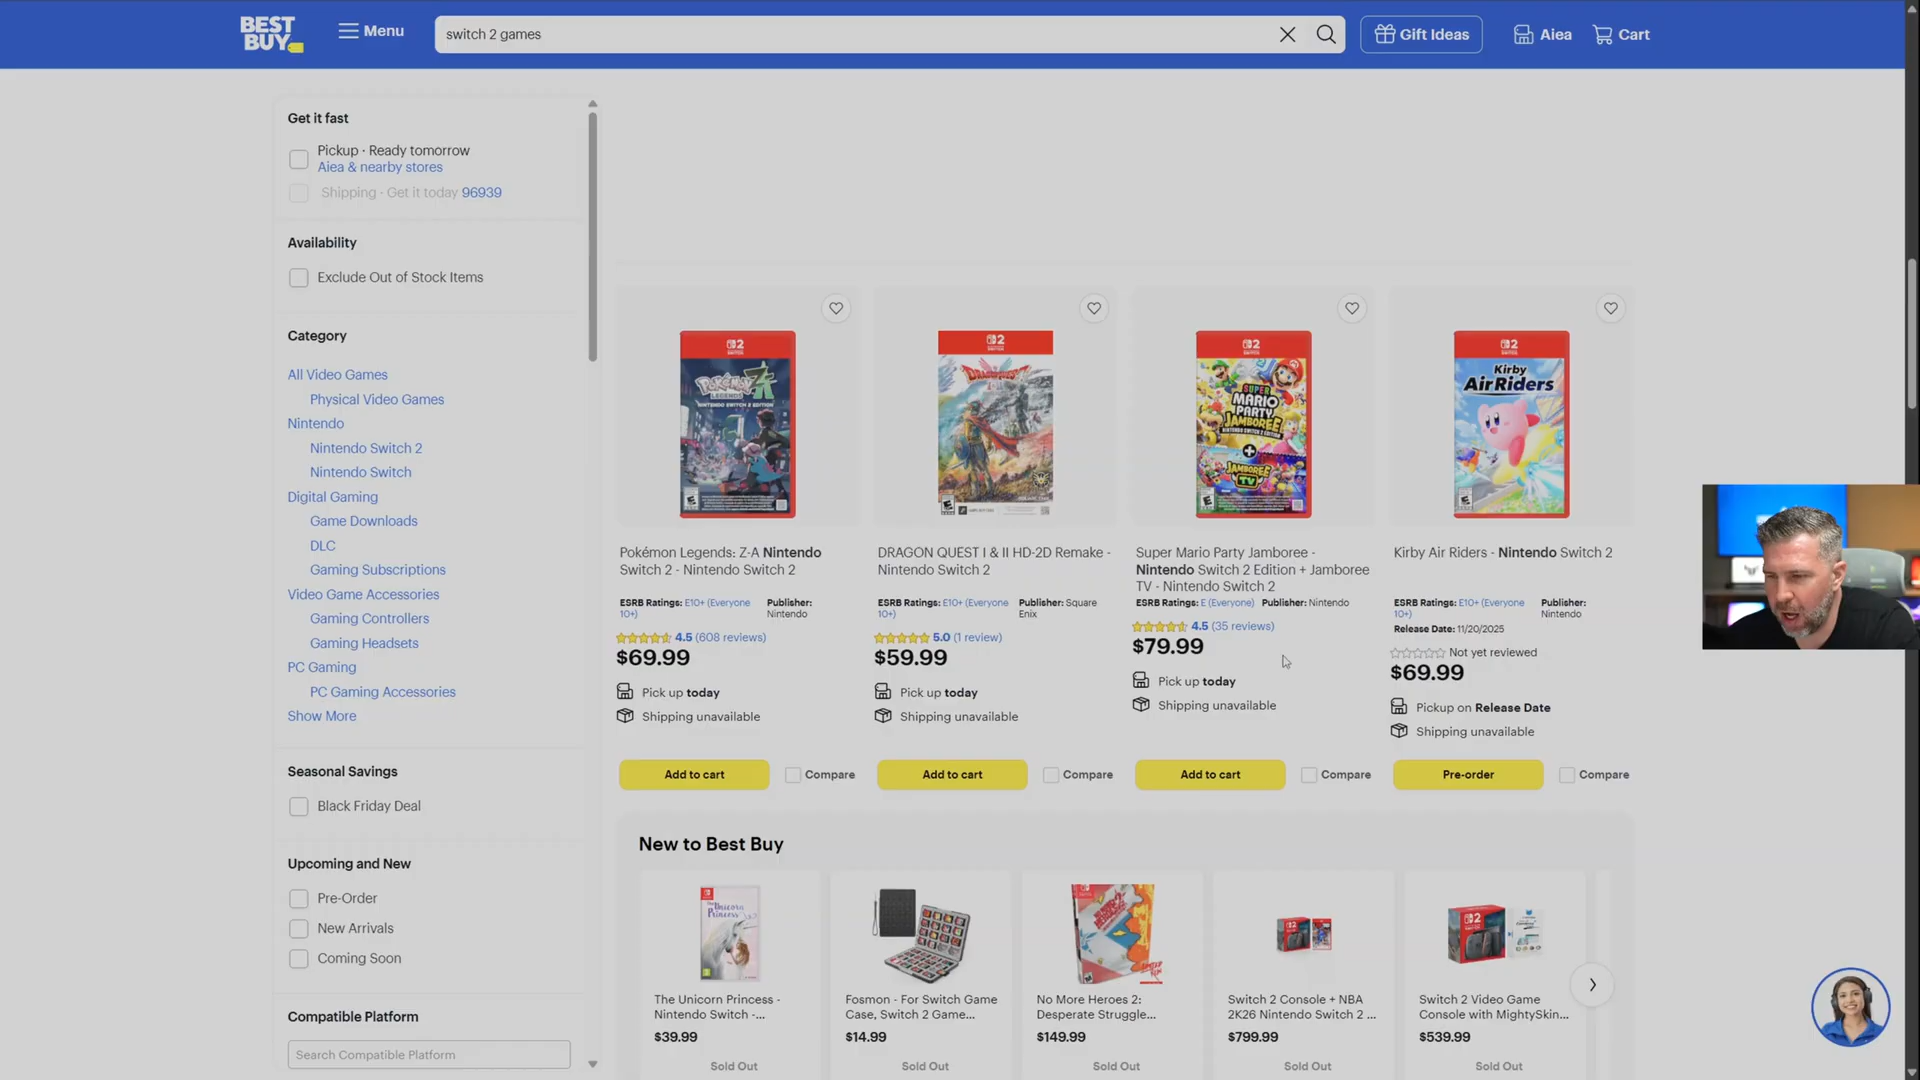 BEST
BUY
Menu
switch 2 games
Gift Ideas
Aiea
Cart
Get it fast
Pickup · Ready tomorrow
Aiea & nearby stores
Shipping · Get it today 96939
Availability
Exclude Out of Stock Items
Category
All Video Games
Physical Video Games
Nintendo
Nintendo Switch 2
Nintendo Switch
Digital Gaming
Game Downloads
DLC
Gaming Subscriptions
Video Game Accessories
Gaming Controllers
Gaming Headsets
PC Gaming
PC Gaming Accessories
Show More
Seasonal Savings
Black Friday Deal
Upcoming and New
Pre-Order
New Arrivals
Coming Soon
Compatible Platform
Search Compatible Platform
Pokémon Legends: Z-A Nintendo
Switch 2 - Nintendo Switch 2
ESRB Ratings: E10+ (Everyone
10+)
Publisher:
Nintendo
4.5 (608 reviews)
$69.99
Pick up today
Shipping unavailable
Add to cart
Compare
DRAGON QUEST I & II HD-2D Remake -
Nintendo Switch 2
ESRB Ratings: E10+ (Everyone
10+)
Publisher: Square
Enix
5.0 (1 review)
$59.99
Pick up today
Shipping unavailable
Add to cart
Compare
SUPER
MARIO
PARTY
JAMBOREE
NINTENDO SWITCH 2 EDITION
+
JAMBOREE
TV
Super Mario Party Jamboree -
Nintendo Switch 2 Edition + Jamboree
TV - Nintendo Switch 2
ESRB Ratings: E (Everyone)
Publisher: Nintendo
4.5 (35 reviews)
$79.99
Pick up today
Shipping unavailable
Add to cart
Compare
Kirby
Air Riders
Kirby Air Riders - Nintendo Switch 2
ESRB Ratings: E10+ (Everyone
10+)
Publisher:
Nintendo
Release Date: 11/20/2025
Not yet reviewed
$69.99
Pickup on Release Date
Shipping unavailable
Pre-order
Compare
New to Best Buy
The Unicorn Princess -
Nintendo Switch -...
$39.99
Sold Out
Fosmon - For Switch Game
Case, Switch 2 Game...
$14.99
Sold Out
No More Heroes 2:
Desperate Struggle...
$149.99
Sold Out
Switch 2 Console + NBA
2K26 Nintendo Switch 2 ...
$799.99
Sold Out
Switch 2 Video Game
Console with MightySkin...
$539.99
Sold Out